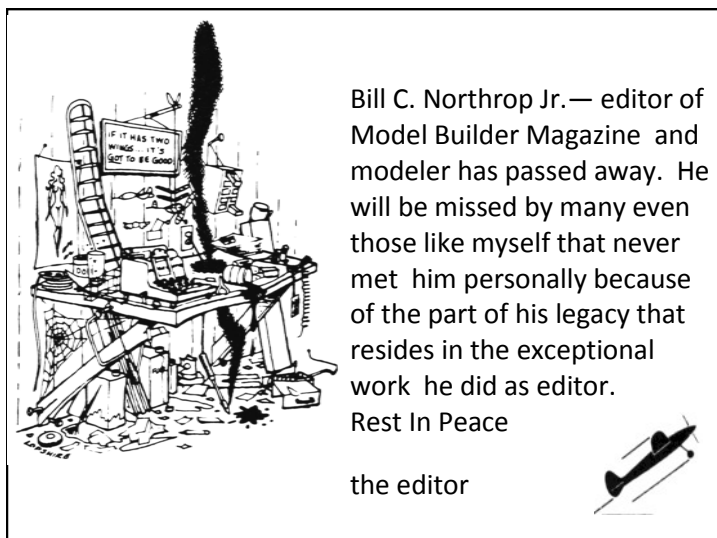 IF IT HAS TWO
WINGS...IT'S
GOT TO BE GOOD
FUEL
Bill C. Northrop Jr.— editor of
Model Builder Magazine  and
modeler has passed away.  He
will be missed by many even
those like myself that never
met  him personally because
of the part of his legacy that
resides in the exceptional
work  he did as editor.
Rest In Peace
the editor